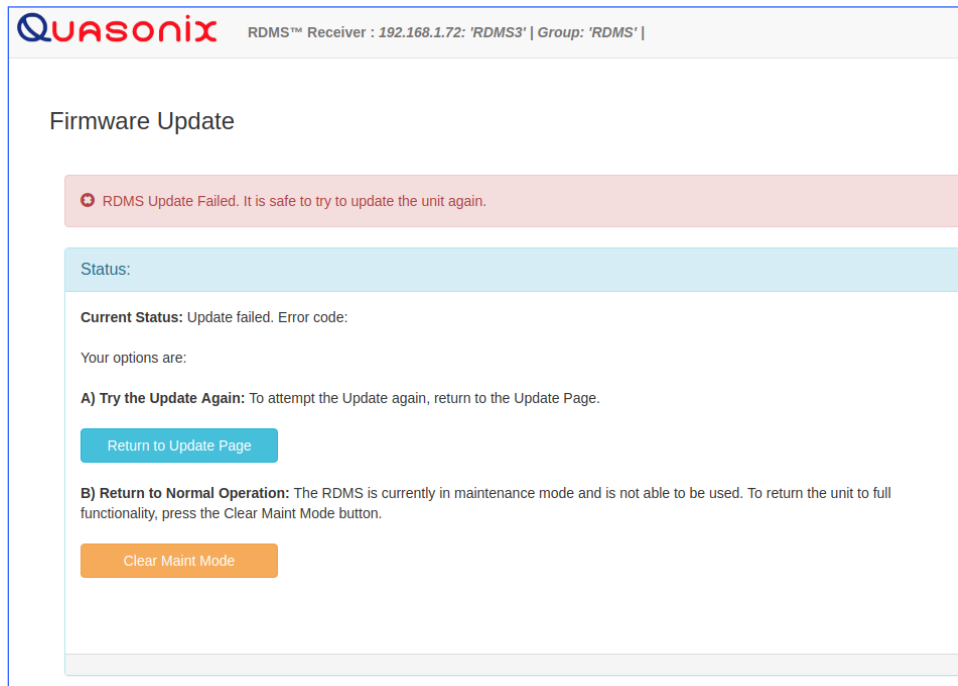 Quasonix RDMS™ Receiver : 192.168.1.72: 'RDMS3' | Group: 'RDMS' |
Firmware Update
RDMS Update Failed. It is safe to try to update the unit again.
Status:
Current Status: Update failed. Error code:
Your options are:
A) Try the Update Again: To attempt the Update again, return to the Update Page.
Return to Update Page
B) Return to Normal Operation: The RDMS is currently in maintenance mode and is not able to be used. To return the unit to full
functionality, press the Clear Maint Mode button.
Clear Maint Mode